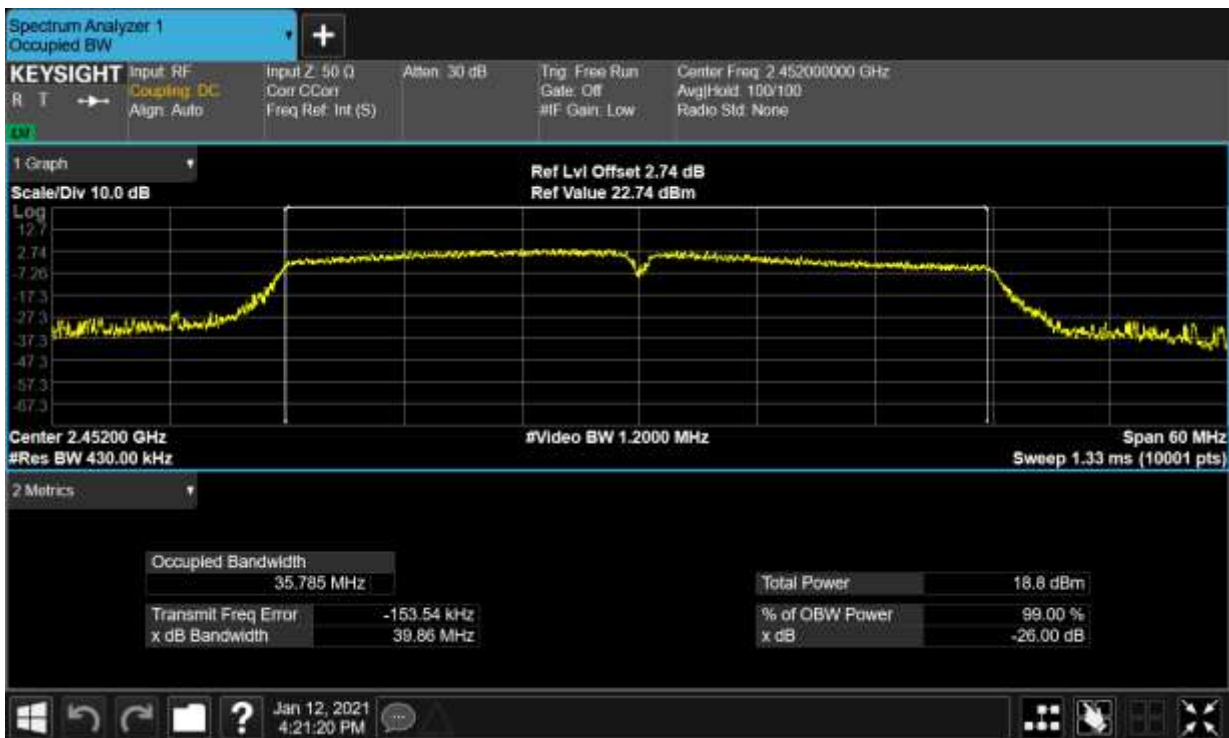 Spectrum Analyzer 1
Occupied BW
KEYSIGHT
R T
Input: RF
Coupling: DC
Align: Auto
Input Z: 50 Ω
Corr CCorr
Freq Ref: Int (S)
Atten: 30 dB
Trig: Free Run
Gate: Off
#IF Gain: Low
Center Freq: 2.452000000 GHz
Avg|Hold: 100/100
Radio Std: None
1 Graph
Scale/Div 10.0 dB
Ref Lvl Offset 2.74 dB
Ref Value 22.74 dBm
Log
12.7
2.74
-7.26
-17.3
-27.3
-37.3
-47.3
-57.3
-67.3
Center 2.45200 GHz
#Res BW 430.00 kHz
#Video BW 1.2000 MHz
Span 60 MHz
Sweep 1.33 ms (10001 pts)
2 Metrics
Occupied Bandwidth
35.785 MHz
Transmit Freq Error -153.54 kHz
x dB Bandwidth 39.86 MHz
Total Power 18.8 dBm
% of OBW Power 99.00 %
x dB -26.00 dB
Jan 12, 2021
4:21:20 PM